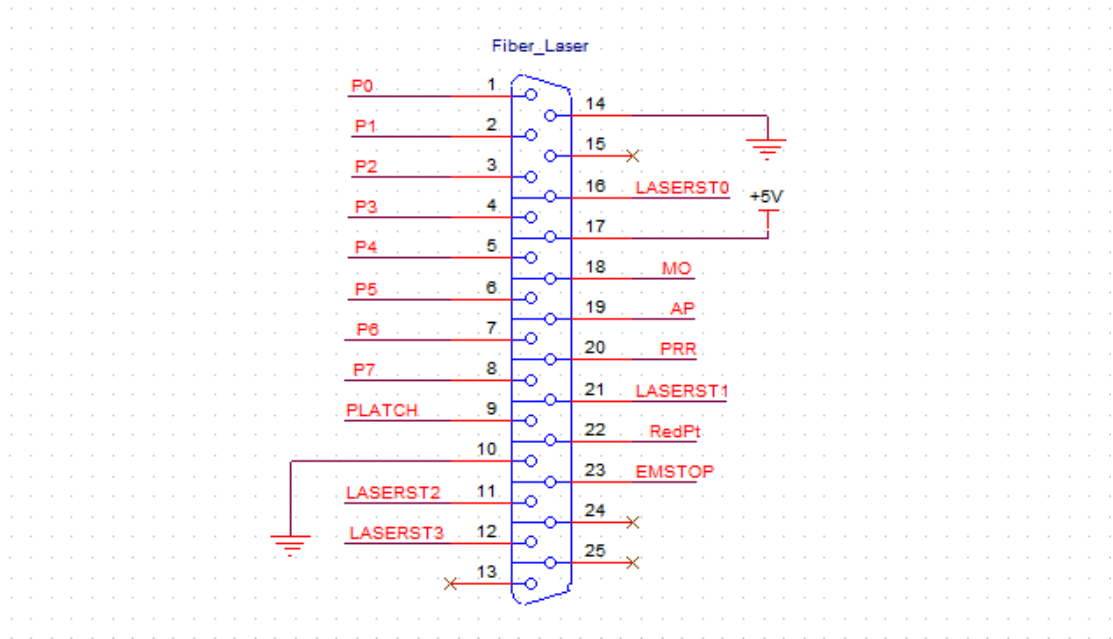 Fiber_Laser
P0 1
14
P1 2
15
P2 3
16 LASERST0
+5V
P3 4
17
P4 5
18 MO
P5 6
19 AP
P6 7
20 PRR
P7 8
21 LASERST1
PLATCH 9
22 RedPt
10
23 EMSTOP
LASERST2 11
24
LASERST3 12
25
13